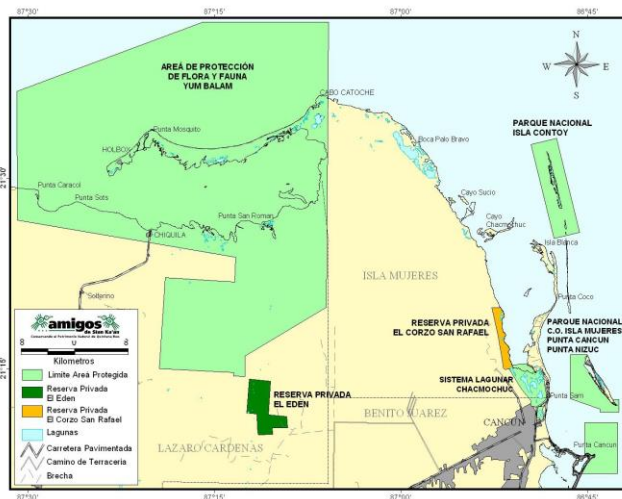 87°30
87°15
87°00
86°45
AREÁ DE PROTECCIÓN
DE FLORA Y FAUNA
YUM BALAM
N
W
E
S
CABO CATOCHE
PARQUE NACIONAL
ISLA CONTOY
Punta Mosquito
HOLBOX
Boca Palo Bravo
21°30
21°30
Punta Caracol
Punta Sots
Cayo Sucio
Punta San Roman
Cayo
Chacmochuc
CHIQUILA
Isla Blanca
ISLA MUJERES
Solferino
Punta Coco
RESERVA PRIVADA
EL CORZO SAN RAFAEL
PARQUE NACIONAL
C.O. ISLA MUJERES
PUNTA CANCUN
PUNTA NIZUC
amigos
de Sian Ka'an
8
0
8
Kilometros
Limite Areá Protegida
Reserva Privada
El Eden
Reserva Privada
El Corzo San Rafael
Lagunas
Carretera Pavimentada
Camino de Terraceria
Brecha
21°15
21°15
SISTEMA LAGUNAR
CHACMOCHUC
RESERVA PRIVADA
EL EDEN
Punta Sam
BENITO JUAREZ
CANCUN
LAZARO CARDENAS
Punta Cancun
87°30
87°15
87°00
86°45